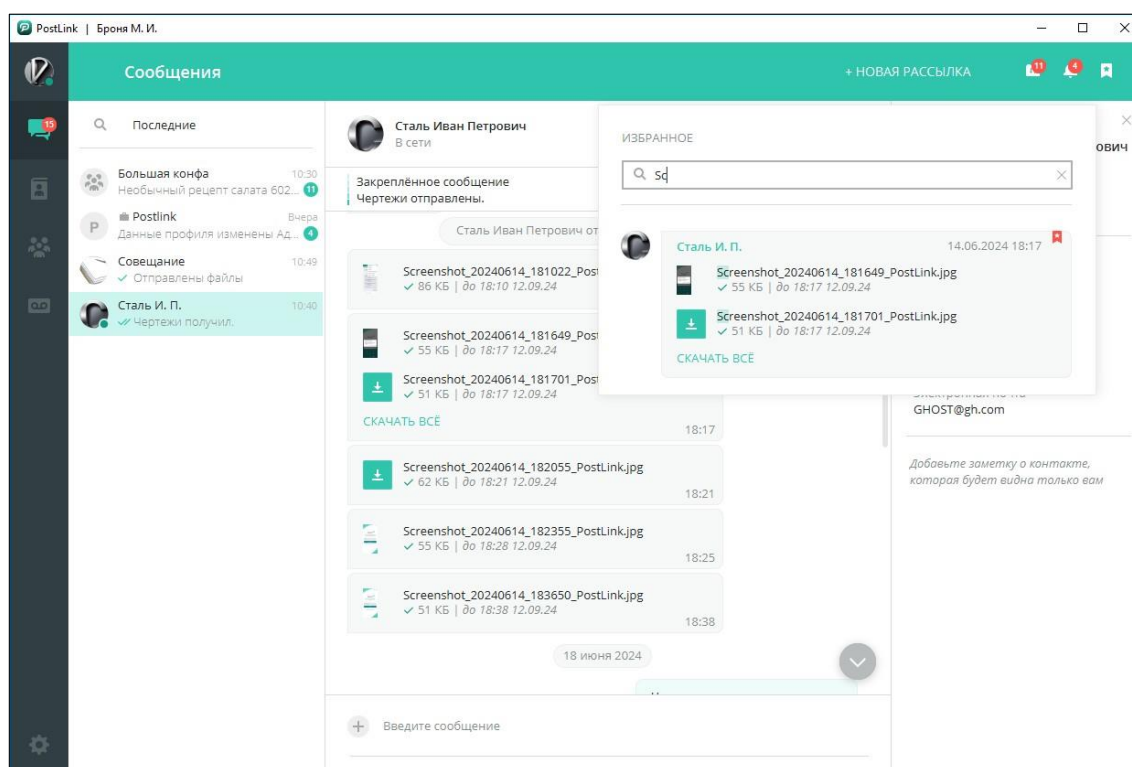 PostLink | Броня М. И.
Сообщения
+ НОВАЯ РАССЫЛКА
11
4
15
Последние
Большая конфа 10:30
Необычный рецепт салата 602... 11
P
Postlink Вчера
Данные профиля изменены Ад... 4
Совещание 10:49
Отправлены файлы
Сталь И. П. 10:40
Чертежи получил.
Сталь Иван Петрович
В сети
Закреплённое сообщение
Чертежи отправлены.
Сталь Иван Петрович от
Screenshot_20240614_181022_Post
86 КБ | до 18:10 12.09.24
Screenshot_20240614_181649_Post
55 КБ | до 18:17 12.09.24
Screenshot_20240614_181701_Post
51 КБ | до 18:17 12.09.24
СКАЧАТЬ ВСЁ
18:17
Screenshot_20240614_182055_PostLink.jpg
62 КБ | до 18:21 12.09.24
18:21
Screenshot_20240614_182355_PostLink.jpg
55 КБ | до 18:28 12.09.24
18:25
Screenshot_20240614_183650_PostLink.jpg
51 КБ | до 18:38 12.09.24
18:38
18 июня 2024
Введите сообщение
ИЗБРАННОЕ
Sc
Сталь И. П. 14.06.2024 18:17
Screenshot_20240614_181649_PostLink.jpg
55 КБ | до 18:17 12.09.24
Screenshot_20240614_181701_PostLink.jpg
51 КБ | до 18:17 12.09.24
СКАЧАТЬ ВСЁ
ович
GHOST@gh.com
Добавьте заметку о контакте,
которая будет видна только вам